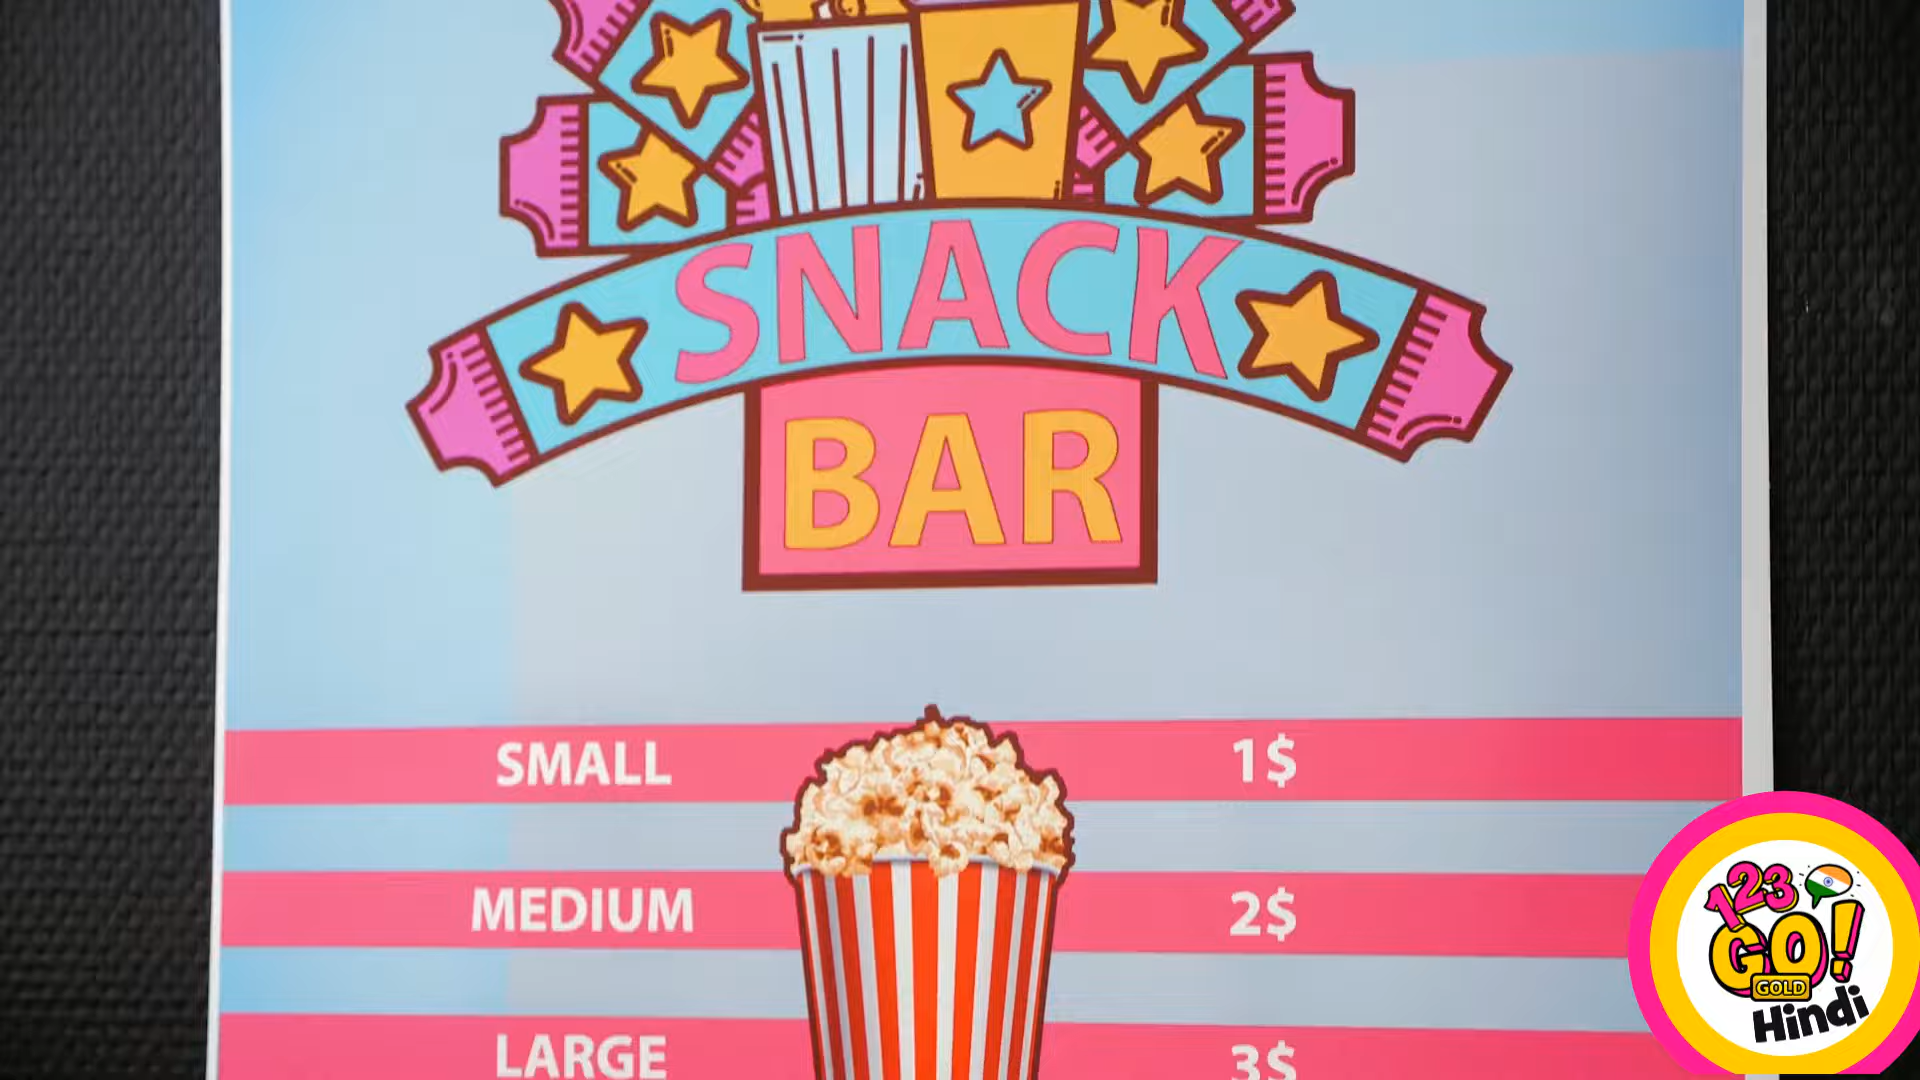 SNACK
BAR
SMALL 1$
MEDIUM 2$
LARGE 3$
123
GO!
GOLD
Hindi